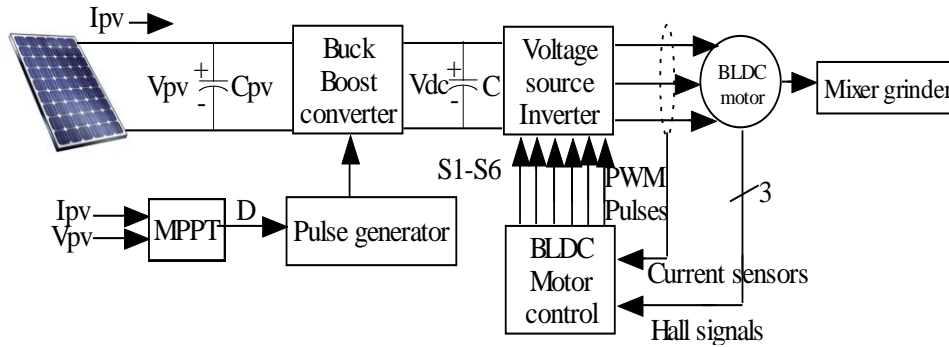 Ipv
Buck
Boost
converter
Voltage
source
Inverter
BLDC
motor
Mixer grinder
Vpv
+
-
Cpv
Vdc
+
-
C
S1-S6
PWM
Pulses
3
Ipv
Vpv
MPPT
D
Pulse generator
BLDC
Motor
control
Current sensors
Hall signals